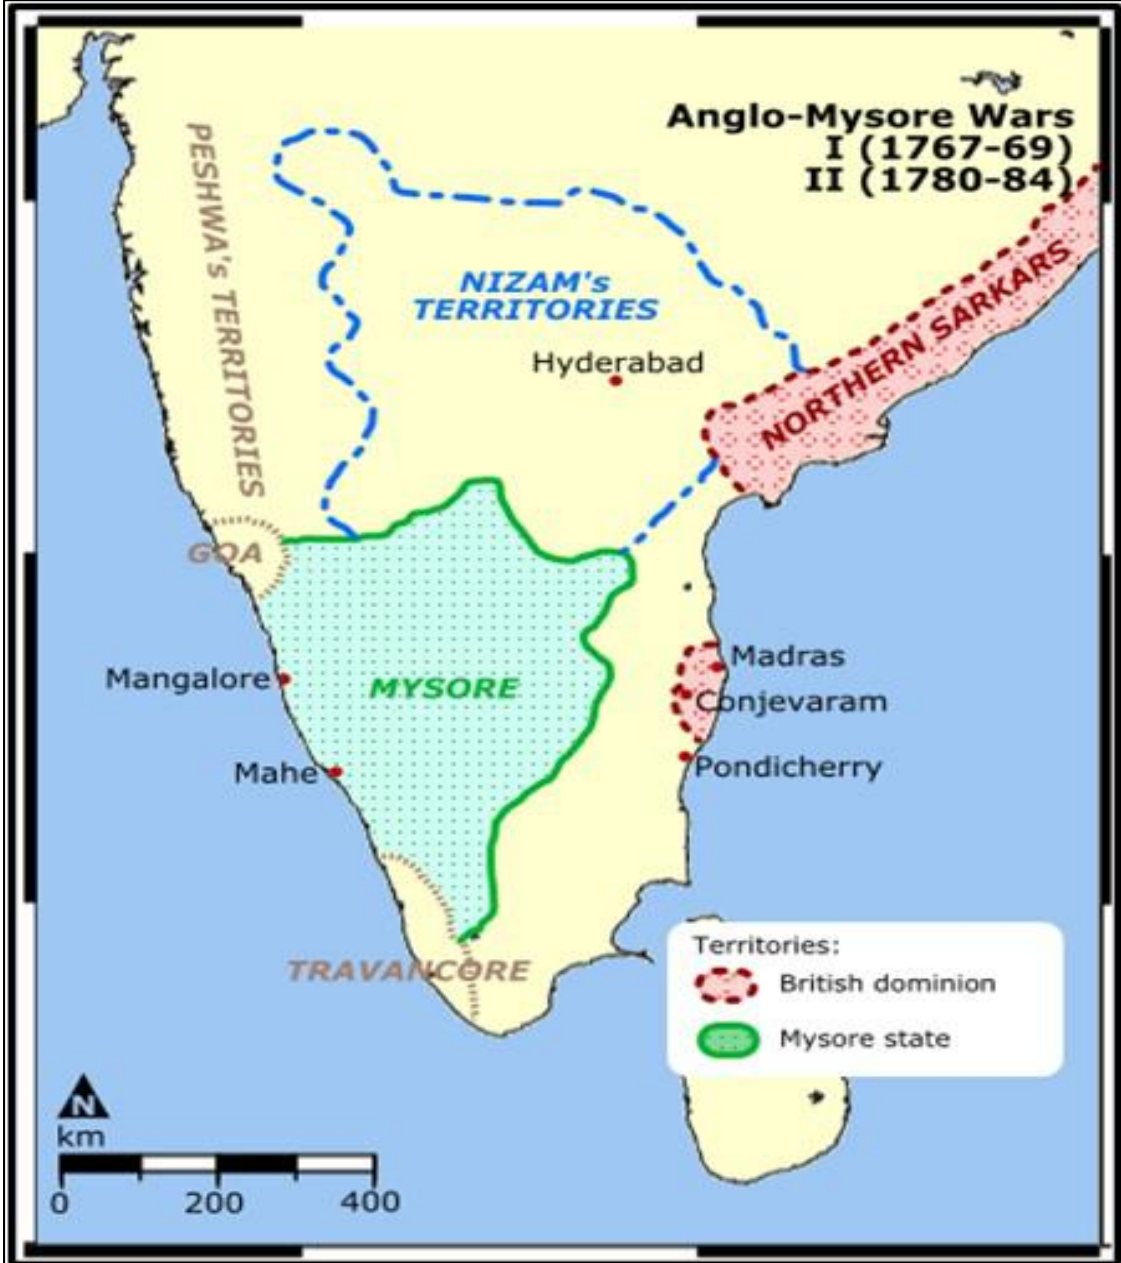 Anglo-Mysore Wars
I (1767-69)
II (1780-84)
PESHWA's TERRITORIES
NIZAM's
TERRITORIES
Hyderabad
NORTHERN SARKARS
GOA
Mangalore
MYSORE
Madras
Conjevaram
Mahe
Pondicherry
TRAVANCORE
Territories:
British dominion
Mysore state
N
km
0 200 400